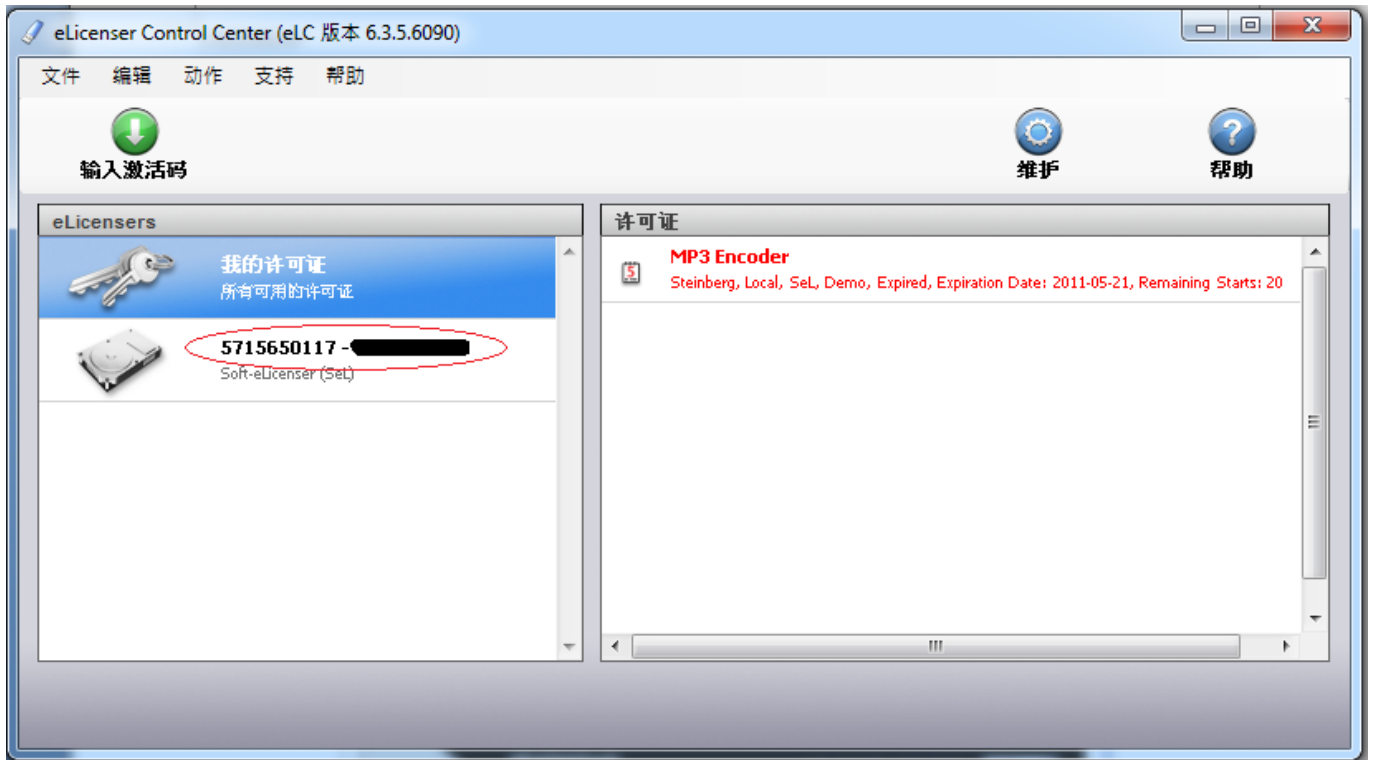 eLicenser Control Center (eLC 版本 6.3.5.6090)
文件 编辑 动作 支持 帮助
输入激活码
维护
帮助
eLicensers
我的许可证
所有可用的许可证
5715650117 -
Soft-eLicenser (SeL)
许可证
5
MP3 Encoder
Steinberg, Local, SeL, Demo, Expired, Expiration Date: 2011-05-21, Remaining Starts: 20